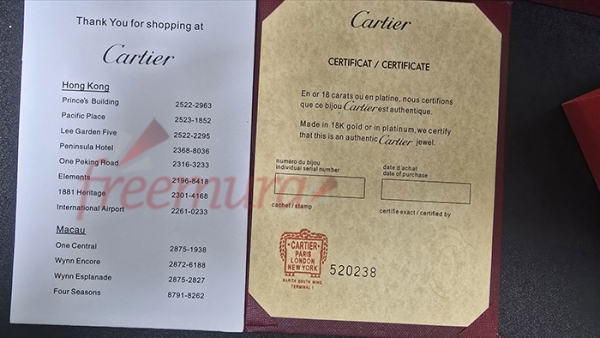 Thank You for shopping at
Cartier
Hong Kong
Prince's Building 2522-2963
Pacific Place 2523-1852
Lee Garden Five 2522-2295
Peninsula Hotel 2368-8036
One Peking Road 2316-3233
Elements 2196-8418
1881 Heritage 2301-4168
International Airport 2261-0233
Macau
One Central 2875-1938
Wynn Encore 2872-6188
Wynn Esplanade 2875-2827
Four Seasons 8791-8262
Cartier
CERTIFICAT / CERTIFICATE
En or 18 carats ou en platine, nous certifions
que ce bijou Cartier est authentique.
Made in 18K gold or in platinum, we certify
that this is an authentic Cartier jewel.
numéro du bijou
individual serial number
date d'achat
date of purchase
cachet / stamp
certifie exact / certified by
-CARTIER-
PARIS
LONDON
NEW YORK
520238
TERMINAL 1